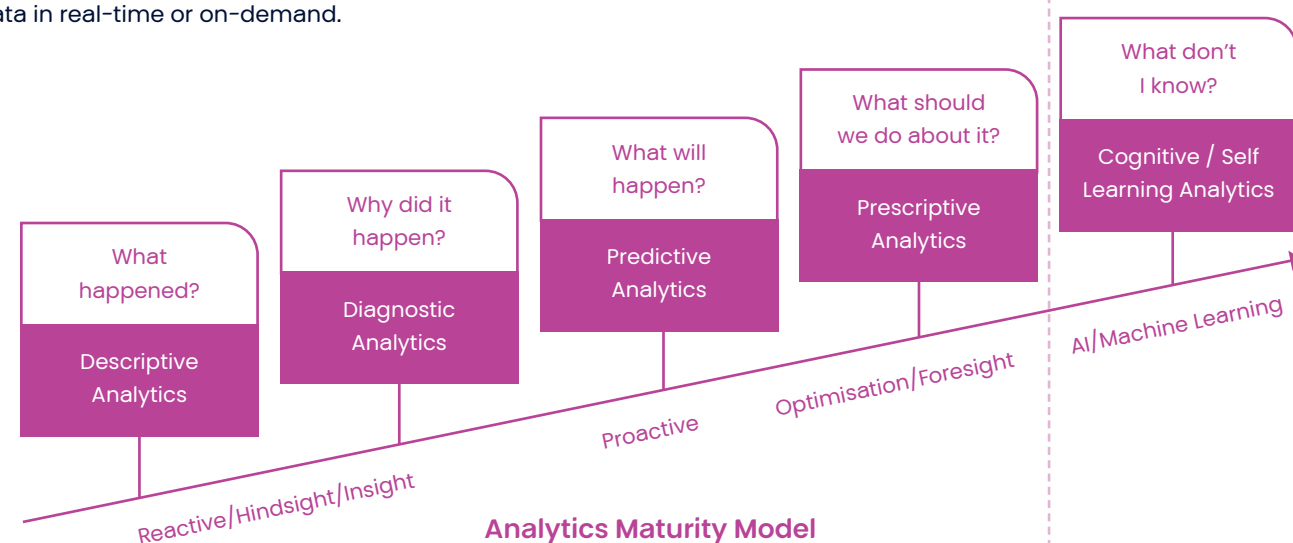 ata in real-time or on-demand.
What
happened?
Descriptive
Analytics
Why did it
happen?
Diagnostic
Analytics
What will
happen?
Predictive
Analytics
What should
we do about it?
Prescriptive
Analytics
What don't
I know?
Cognitive / Self
Learning Analytics
Reactive/Hindsight/Insight
Proactive
Optimisation/Foresight
AI/Machine Learning
Analytics Maturity Model